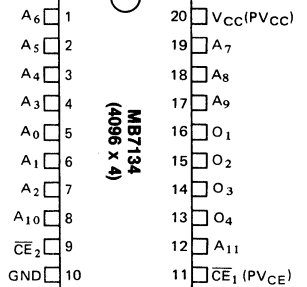 A6 1 20 VCC(PVCC)
A5 2 19 A7
A4 3 18 A8
A3 4 17 A9
A0 5 16 O1
A1 6 15 O2
A2 7 14 O3
A10 8 13 O4
C̅E̅2 9 12 A11
GND 10 11 C̅E̅1 (PVCE)
MB7134
(4096 x 4)